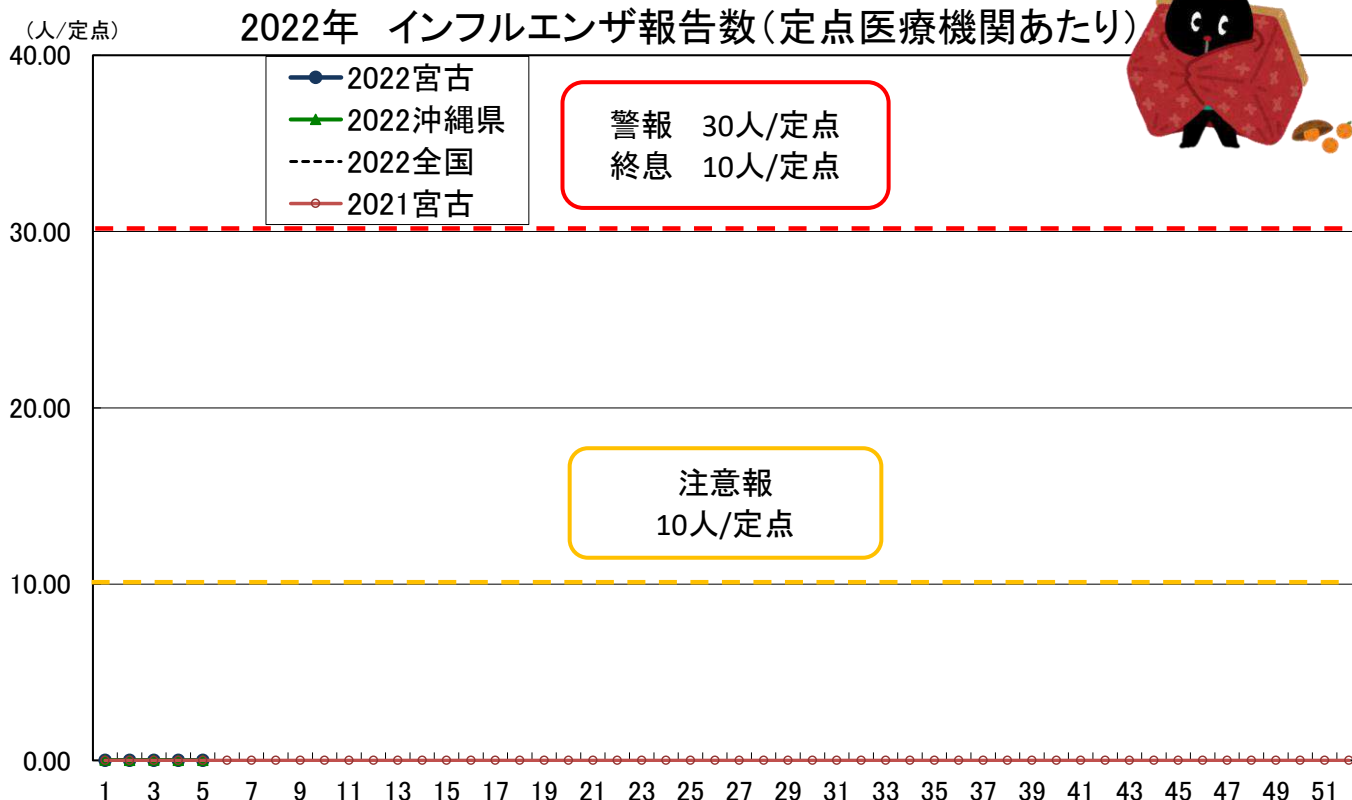 2022年　インフルエンザ報告数(定点医療機関あたり)
(人/定点)
40.00
30.00
20.00
10.00
0.00
2022宮古
2022沖縄県
2022全国
2021宮古
警報　30人/定点
終息　10人/定点
注意報
10人/定点
1 3 5 7 9 11 13 15 17 19 21 23 25 27 29 31 33 35 37 39 41 43 45 47 49 51